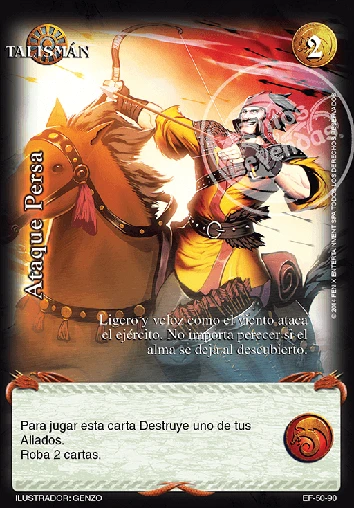 TALISMÁN
2
Ataque Persa
Ligero y veloz como el viento ataca
el ejército. No importa perecer si el
alma se deja al descubierto.
Para jugar esta carta Destruye uno de tus
Aliados.
Roba 2 cartas.
ILUSTRADOR: GENZO
EF-50-90